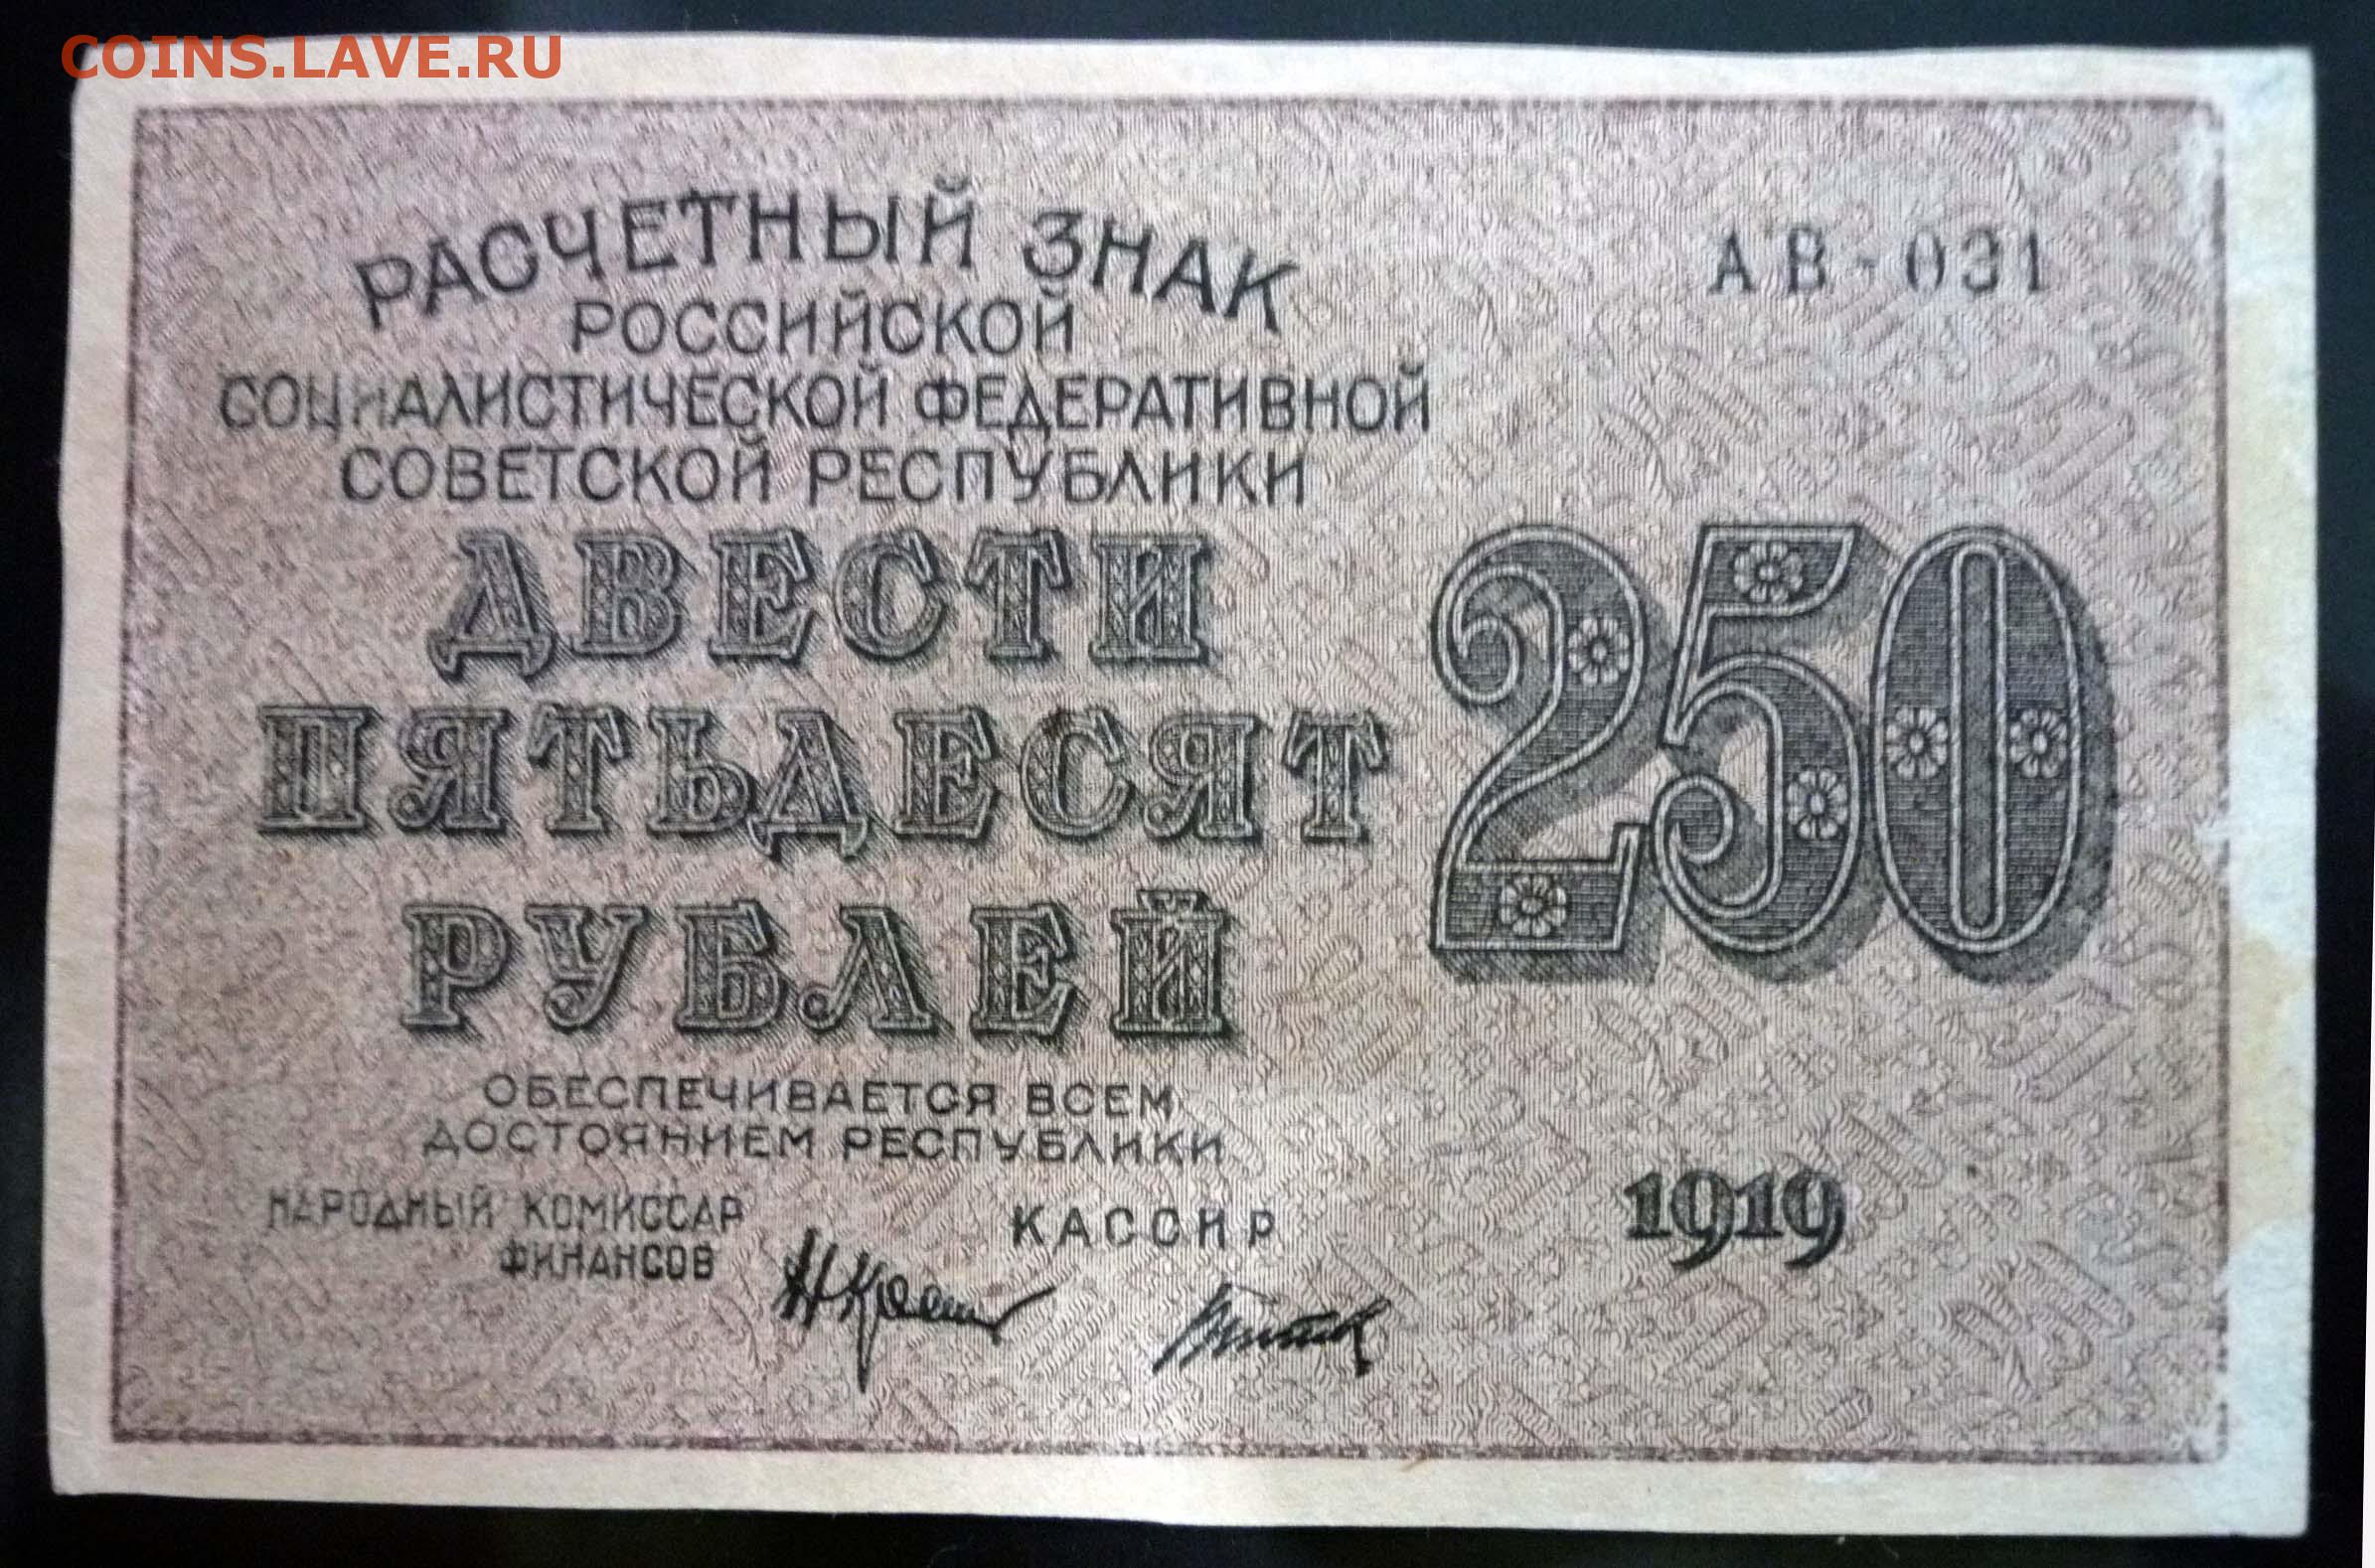 COINS.LAVE.RU
РАСЧЕТНЫЙ ЗНАК
АВ-031
РОССИЙСКОЙ
СОЦИАЛИСТИЧЕСКОЙ ФЕДЕРАТИВНОЙ
СОВЕТСКОЙ РЕСПУБЛИКИ
ДВЕСТИ
ПЯТЬДЕСЯТ
РУБЛЕЙ
250
ОБЕСПЕЧИВАЕТСЯ ВСЕМ
ДОСТОЯНИЕМ РЕСПУБЛИКИ
НАРОДНЫЙ КОМИССАР
ФИНАНСОВ
КАССИР
1919